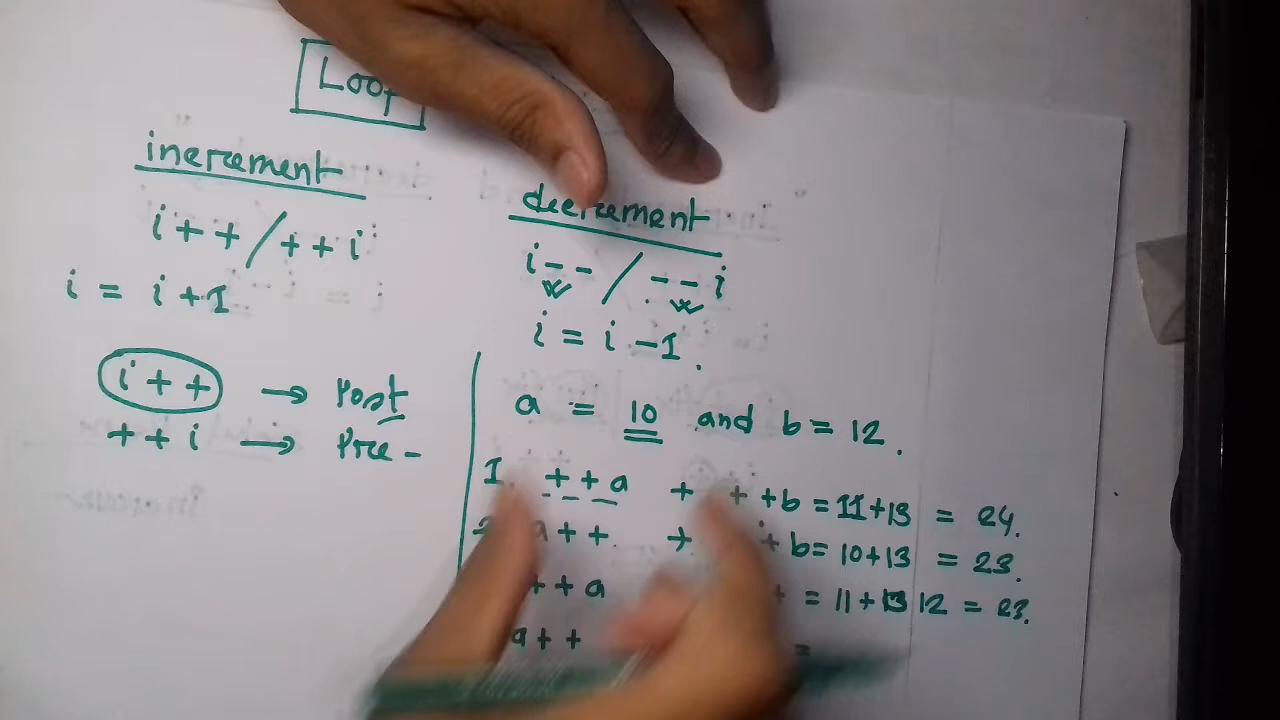 Loop
increment
i++ / ++i
i = i+1
i++ → Post
++i → Pre-
decrement
i-- / --i
i = i-1.
a = 10 and b = 12.
1. ++a + ++b = 11+13 = 24.
a++ + +b = 10+13 = 23.
++a + = 11+13 12 = 23.
a++ =